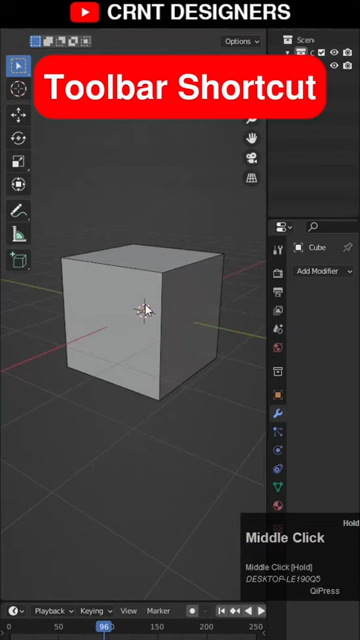 CRNT DESIGNERS
Options
Scene
Toolbar Shortcut
Cube
Add Modifier
Hold
Middle Click
Middle Click [Hold]
DESKTOP-LE190Q5
QiPress
Playback
Keying
View
Marker
0
50
96
150
200
250